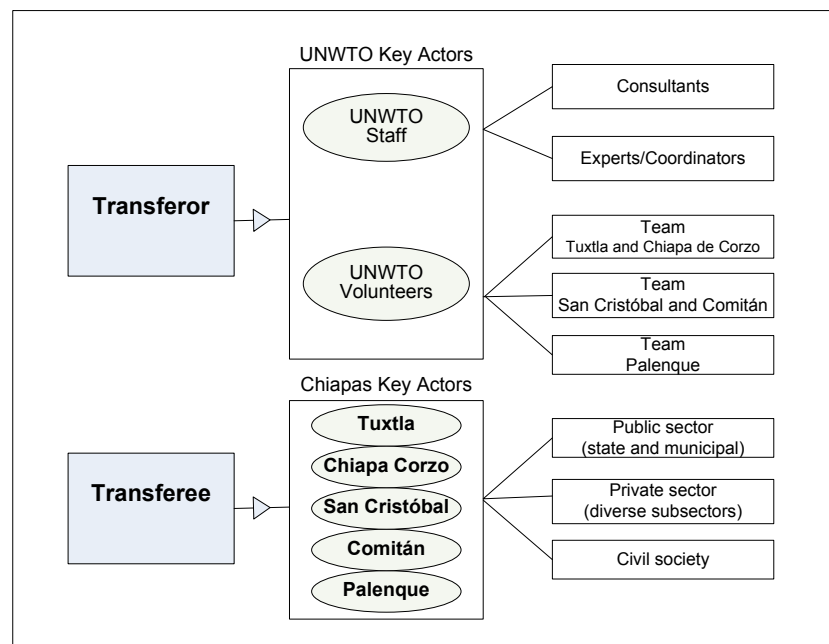 UNWTO Key Actors
UNWTO
Staff
Consultants
Experts/Coordinators
Transferor
UNWTO
Volunteers
Team
Tuxtla and Chiapa de Corzo
Team
San Cristóbal and Comitán
Team
Palenque
Chiapas Key Actors
Transferee
Tuxtla
Chiapa Corzo
San Cristóbal
Comitán
Palenque
Public sector
(state and municipal)
Private sector
(diverse subsectors)
Civil society